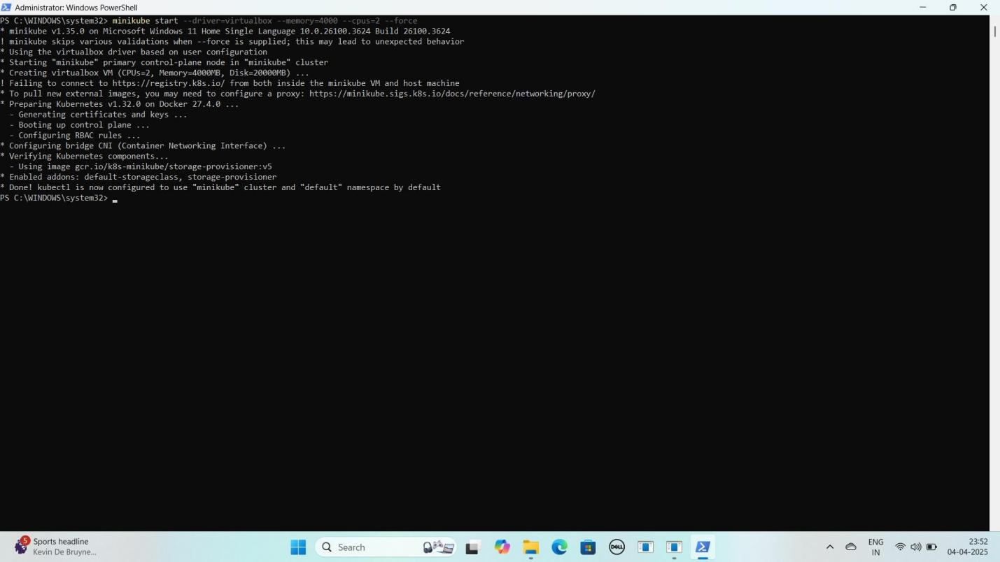 Administrator: Windows PowerShell
PS C:\WINDOWS\system32> minikube start --driver=virtualbox --memory=4000 --cpus=2 --force
* minikube v1.35.0 on Microsoft Windows 11 Home Single Language 10.0.26100.3624 Build 26100.3624
! minikube skips various validations when --force is supplied; this may lead to unexpected behavior
* Using the virtualbox driver based on user configuration
* Starting "minikube" primary control-plane node in "minikube" cluster
* Creating virtualbox VM (CPUs=2, Memory=4000MB, Disk=20000MB) ...
! Failing to connect to https://registry.k8s.io/ from both inside the minikube VM and host machine
* To pull new external images, you may need to configure a proxy: https://minikube.sigs.k8s.io/docs/reference/networking/proxy/
* Preparing Kubernetes v1.32.0 on Docker 27.4.0 ...
  - Generating certificates and keys ...
  - Booting up control plane ...
  - Configuring RBAC rules ...
* Configuring bridge CNI (Container Networking Interface) ...
* Verifying Kubernetes components...
  - Using image gcr.io/k8s-minikube/storage-provisioner:v5
* Enabled addons: default-storageclass, storage-provisioner
* Done! kubectl is now configured to use "minikube" cluster and "default" namespace by default
PS C:\WINDOWS\system32>
5
Sports headline
Kevin De Bruyne...
Search
DELL
ENG
IN
23:52
04-04-2025